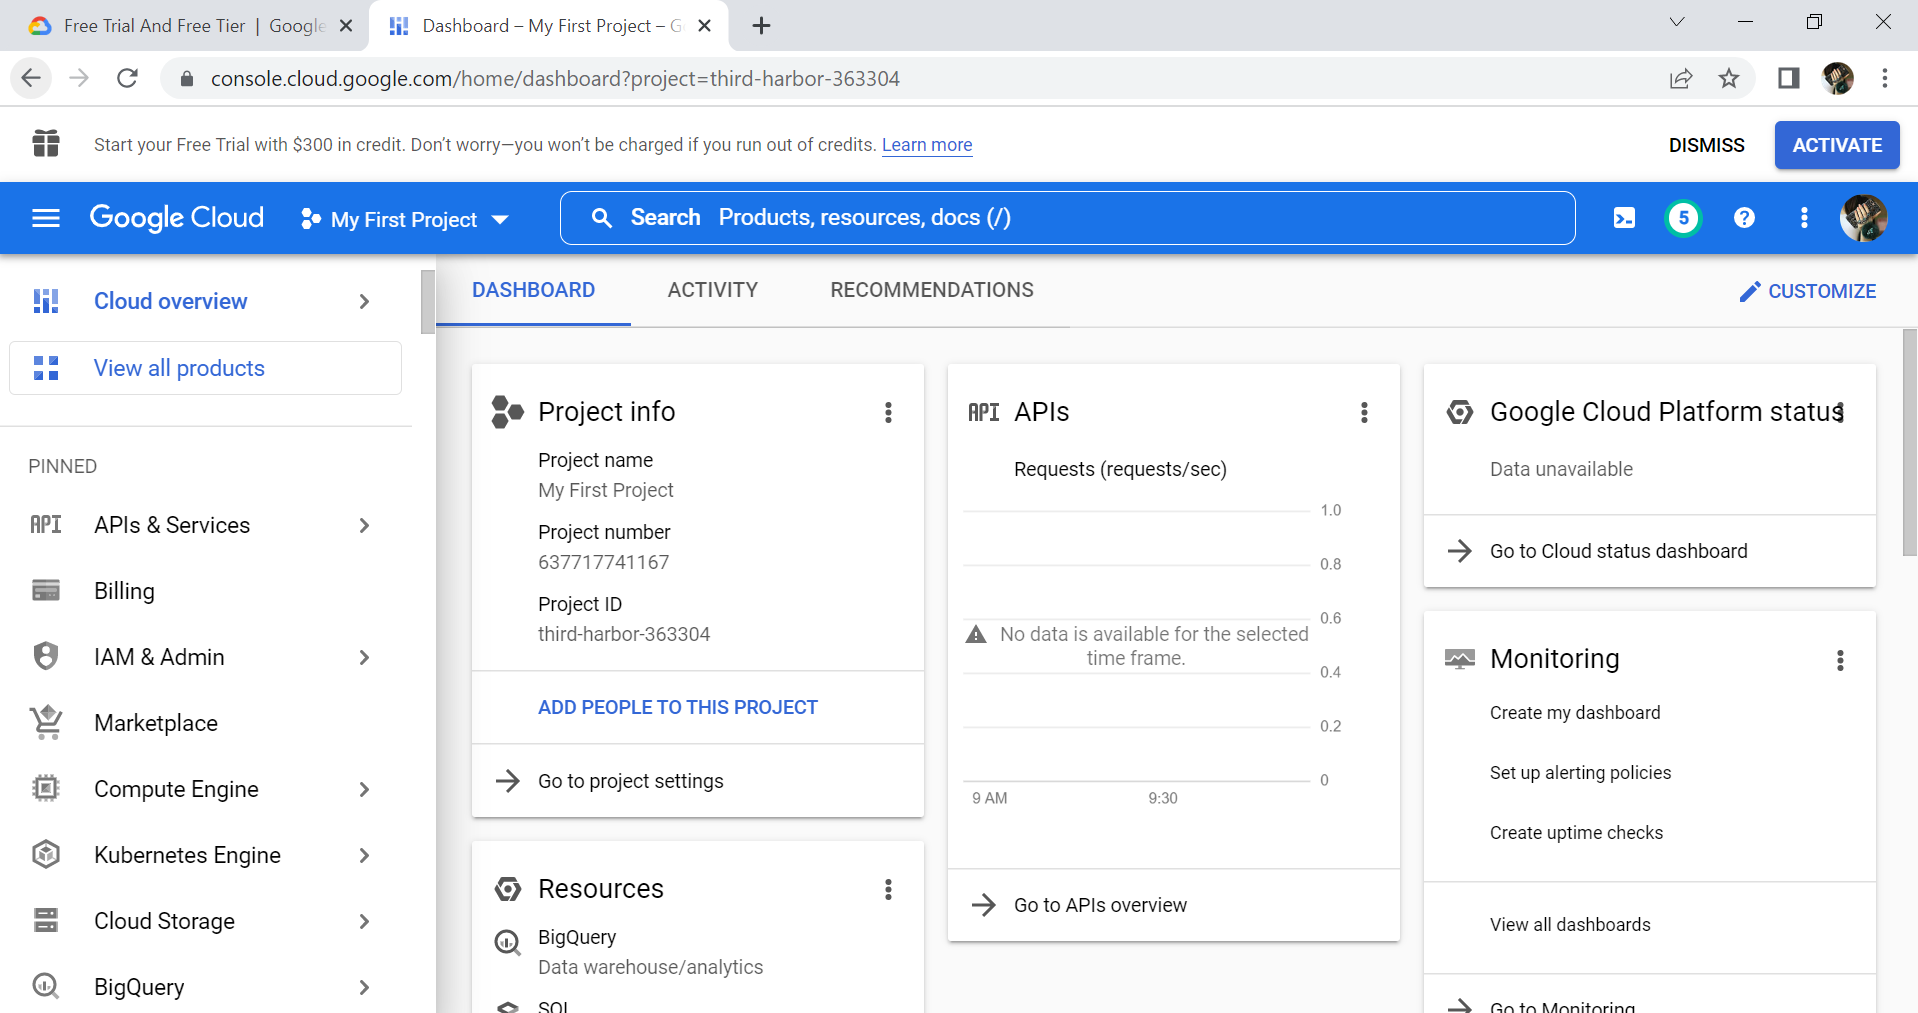 Free Trial And Free Tier | Google
Dashboard – My First Project – G
console.cloud.google.com/home/dashboard?project=third-harbor-363304
Start your Free Trial with $300 in credit. Don’t worry—you won’t be charged if you run out of credits. Learn more
DISMISS
ACTIVATE
Google Cloud
My First Project
Search Products, resources, docs (/)
5
Cloud overview
View all products
PINNED
API APIs & Services
Billing
IAM & Admin
Marketplace
Compute Engine
Kubernetes Engine
Cloud Storage
BigQuery
DASHBOARD
ACTIVITY
RECOMMENDATIONS
CUSTOMIZE
Project info
Project name
My First Project
Project number
637717741167
Project ID
third-harbor-363304
ADD PEOPLE TO THIS PROJECT
Go to project settings
Resources
BigQuery
Data warehouse/analytics
SQL
API APIs
Requests (requests/sec)
1.0
0.8
0.6
No data is available for the selected
time frame.
0.4
0.2
0
9 AM
9:30
Go to APIs overview
Google Cloud Platform status
Data unavailable
Go to Cloud status dashboard
Monitoring
Create my dashboard
Set up alerting policies
Create uptime checks
View all dashboards
Go to Monitoring